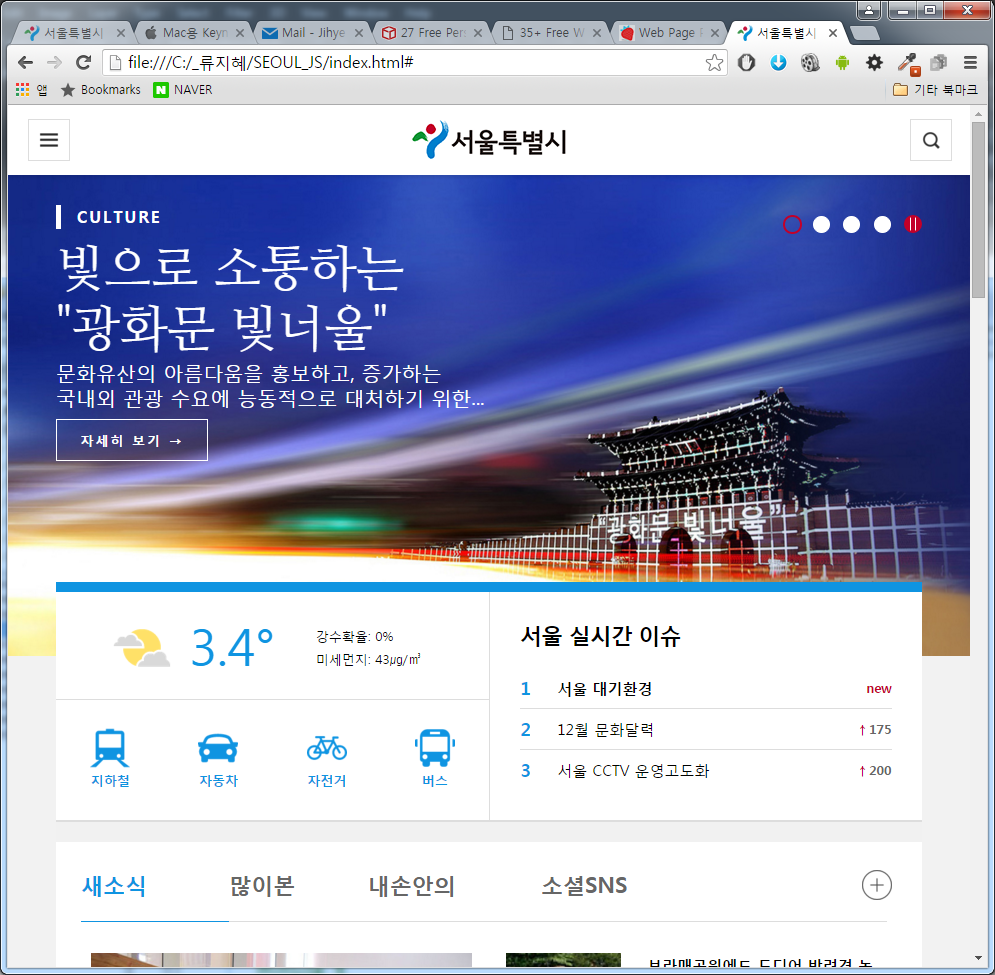 서울특별시
Mac용 Keyn
Mail - Jihye
27 Free Per
35+ Free W
Web Page
서울특별시
file:///C:/_류지혜/SEOUL_JS/index.html#
앱
Bookmarks
NAVER
기타 북마크
서울특별시
CULTURE
빛으로 소통하는
"광화문 빛너울"
문화유산의 아름다움을 홍보하고, 증가하는
국내외 관광 수요에 능동적으로 대처하기 위한...
자세히 보기 →
"광화문 빛너울"
3.4°
강수확율: 0%
미세먼지: 43㎍/㎥
지하철
자동차
자전거
버스
서울 실시간 이슈
1 서울 대기환경 new
2 12월 문화달력 ↑175
3 서울 CCTV 운영고도화 ↑200
새소식
많이본
내손안의
소셜SNS